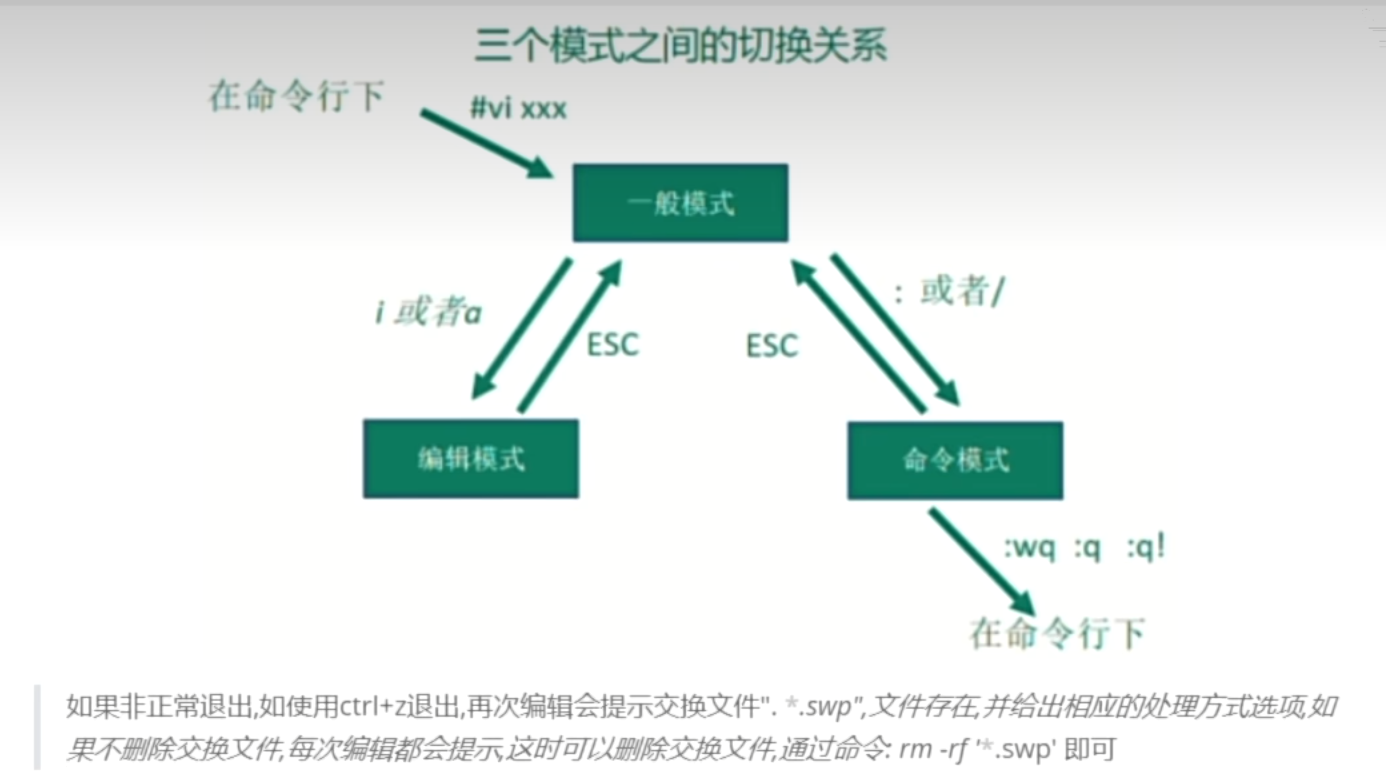 三个模式之间的切换关系
在命令行下
#vi xxx
一般模式
i 或者a
ESC
ESC
: 或者/
编辑模式
命令模式
:wq :q :q!
在命令行下
如果非正常退出,如使用ctrl+z退出,再次编辑会提示交换文件". *.swp",文件存在,并给出相应的处理方式选项,如
果不删除交换文件,每次编辑都会提示,这时可以删除交换文件,通过命令: rm -rf '*.swp' 即可